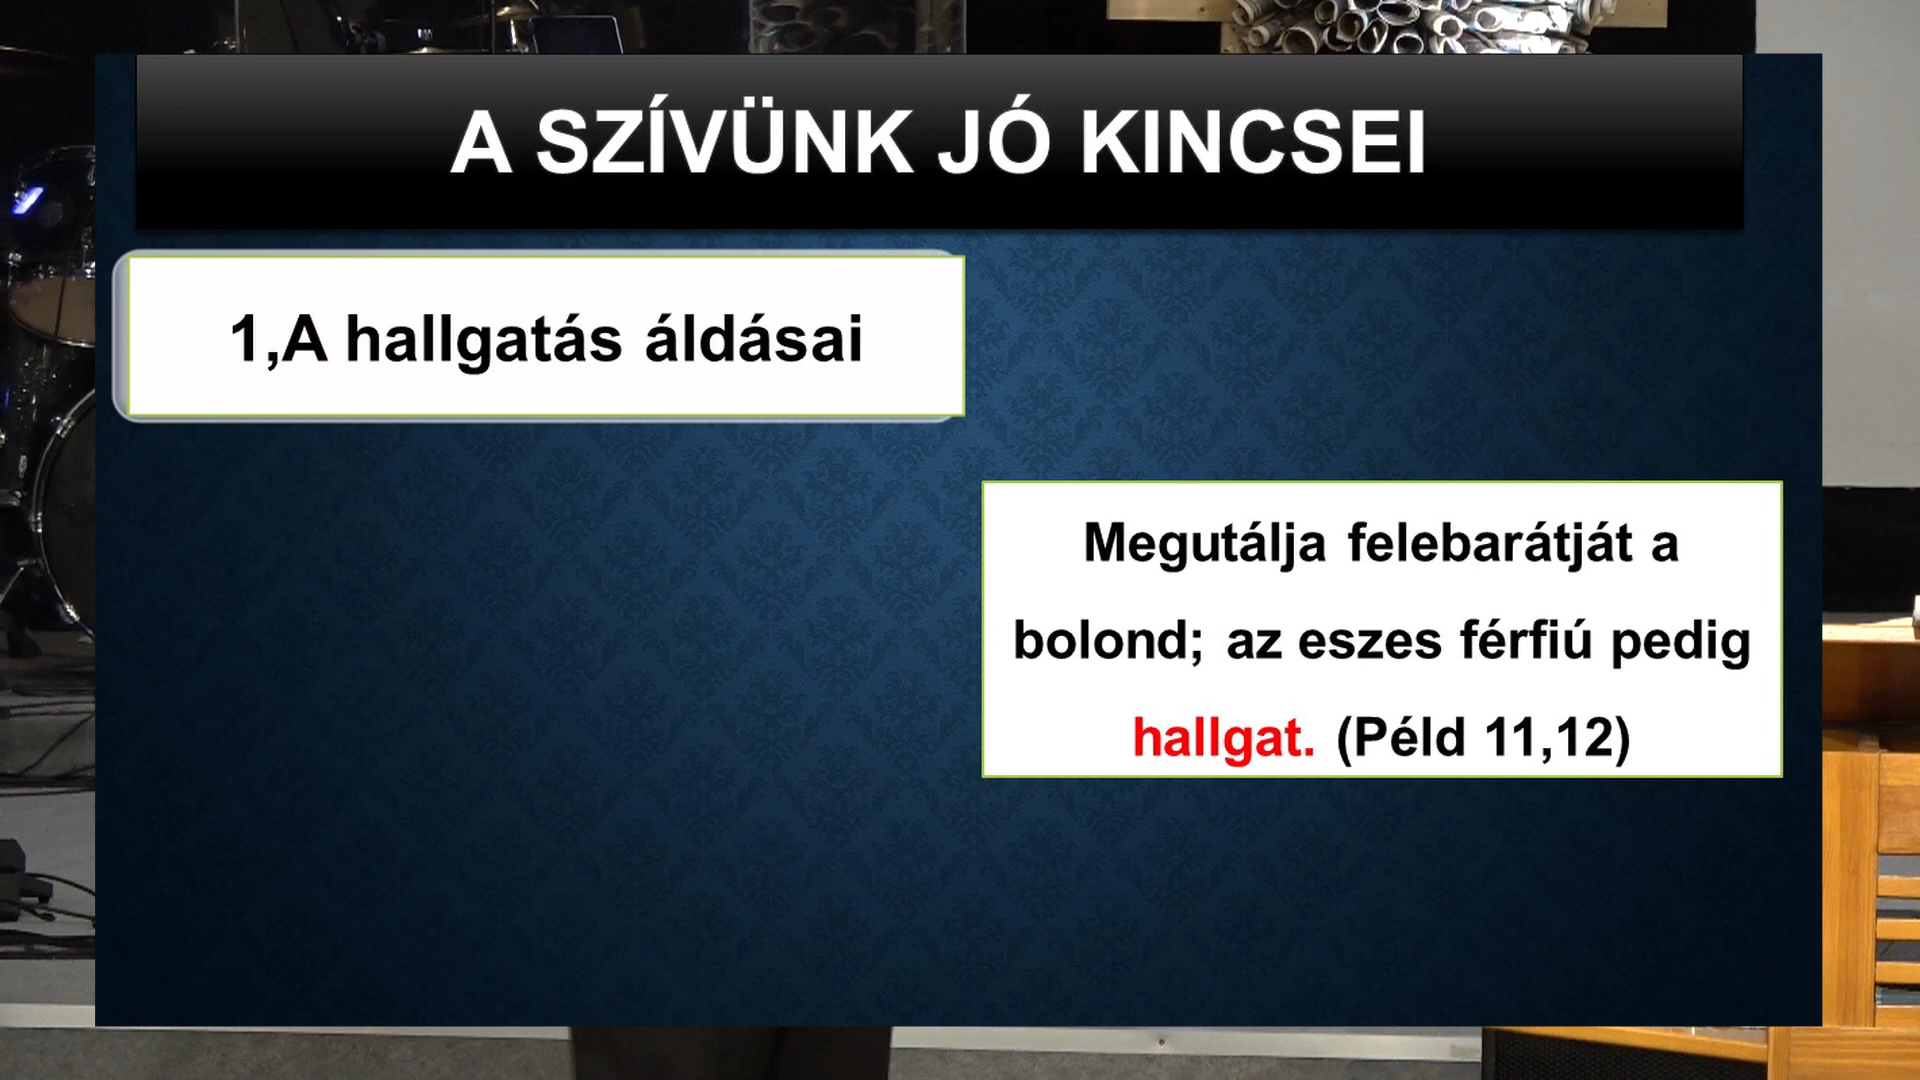 A SZÍVÜNK JÓ KINCSEI
1,A hallgatás áldásai
Megutálja felebarátját a
bolond; az eszes férfiú pedig
hallgat. (Péld 11,12)